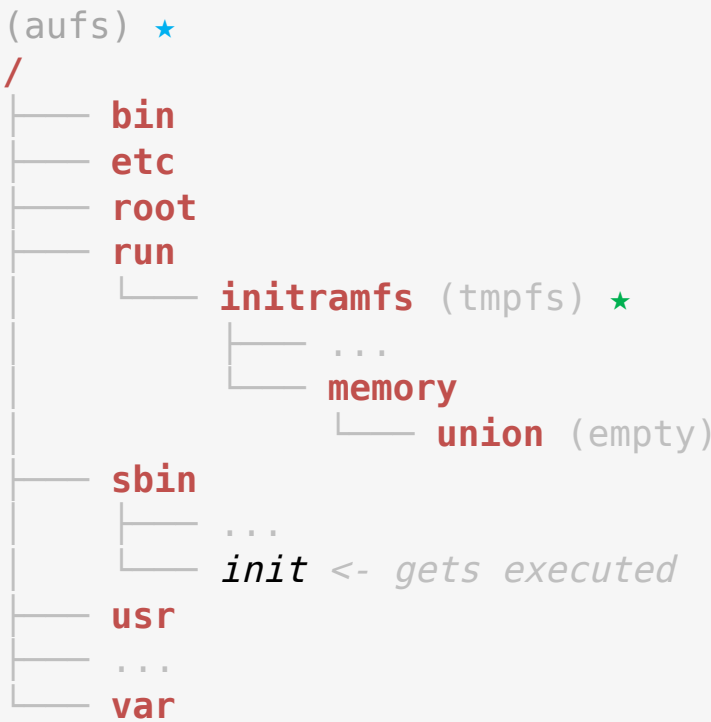 (aufs) ★
/
├── bin
├── etc
├── root
├── run
│   └── initramfs (tmpfs) ★
│       ├── ...
│       └── memory
│           └── union (empty)
├── sbin
│   ├── ...
│   └── init <- gets executed
├── usr
├── ...
└── var